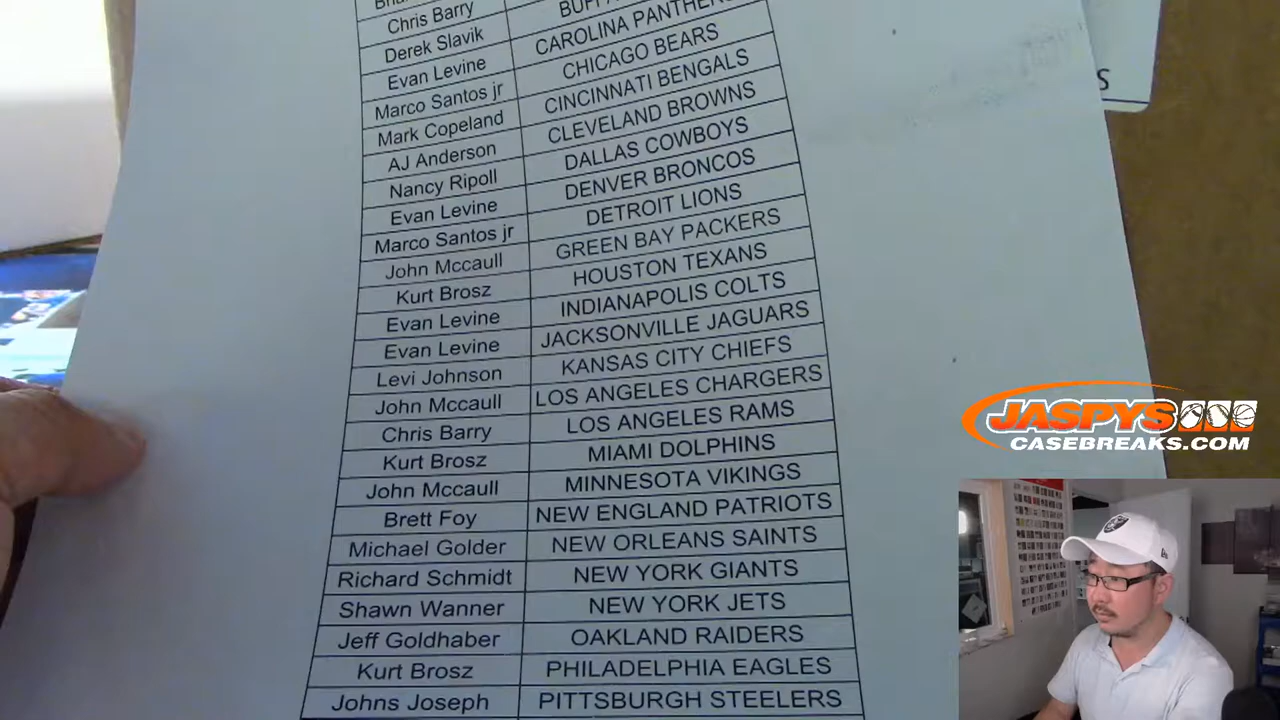 Chris Barry
Derek Slavik
Evan Levine CAROLINA PANTHERS
Marco Santos jr CHICAGO BEARS
Mark Copeland CINCINNATI BENGALS
AJ Anderson CLEVELAND BROWNS
Nancy Ripoll DALLAS COWBOYS
Evan Levine DENVER BRONCOS
Marco Santos jr DETROIT LIONS
John Mccaull GREEN BAY PACKERS
Kurt Brosz HOUSTON TEXANS
Evan Levine INDIANAPOLIS COLTS
Evan Levine JACKSONVILLE JAGUARS
Levi Johnson KANSAS CITY CHIEFS
John Mccaull LOS ANGELES CHARGERS
Chris Barry LOS ANGELES RAMS
Kurt Brosz MIAMI DOLPHINS
John Mccaull MINNESOTA VIKINGS
Brett Foy NEW ENGLAND PATRIOTS
Michael Golder NEW ORLEANS SAINTS
Richard Schmidt NEW YORK GIANTS
Shawn Wanner NEW YORK JETS
Jeff Goldhaber OAKLAND RAIDERS
Kurt Brosz PHILADELPHIA EAGLES
Johns Joseph PITTSBURGH STEELERS
S
JASPYS
CASEBREAKS.COM